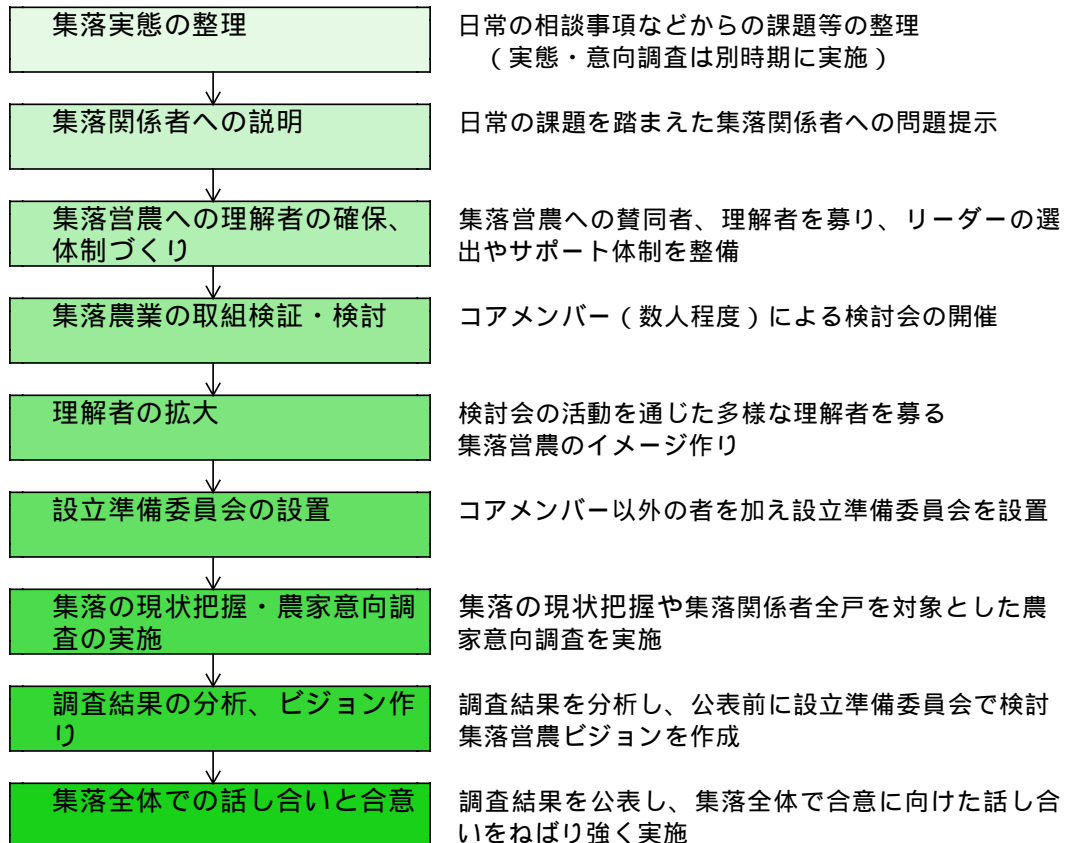 集落実態の整理
日常の相談事項などからの課題等の整理
（実態・意向調査は別時期に実施）
集落関係者への説明
日常の課題を踏まえた集落関係者への問題提示
集落営農への理解者の確保、
体制づくり
集落営農への賛同者、理解者を募り、リーダーの選
出やサポート体制を整備
集落農業の取組検証・検討
コアメンバー（数人程度）による検討会の開催
理解者の拡大
検討会の活動を通じた多様な理解者を募る
集落営農のイメージ作り
設立準備委員会の設置
コアメンバー以外の者を加え設立準備委員会を設置
集落の現状把握・農家意向調
査の実施
集落の現状把握や集落関係者全戸を対象とした農
家意向調査を実施
調査結果の分析、ビジョン作
り
調査結果を分析し、公表前に設立準備委員会で検討
集落営農ビジョンを作成
集落全体での話し合いと合意
調査結果を公表し、集落全体で合意に向けた話し合
いをねばり強く実施